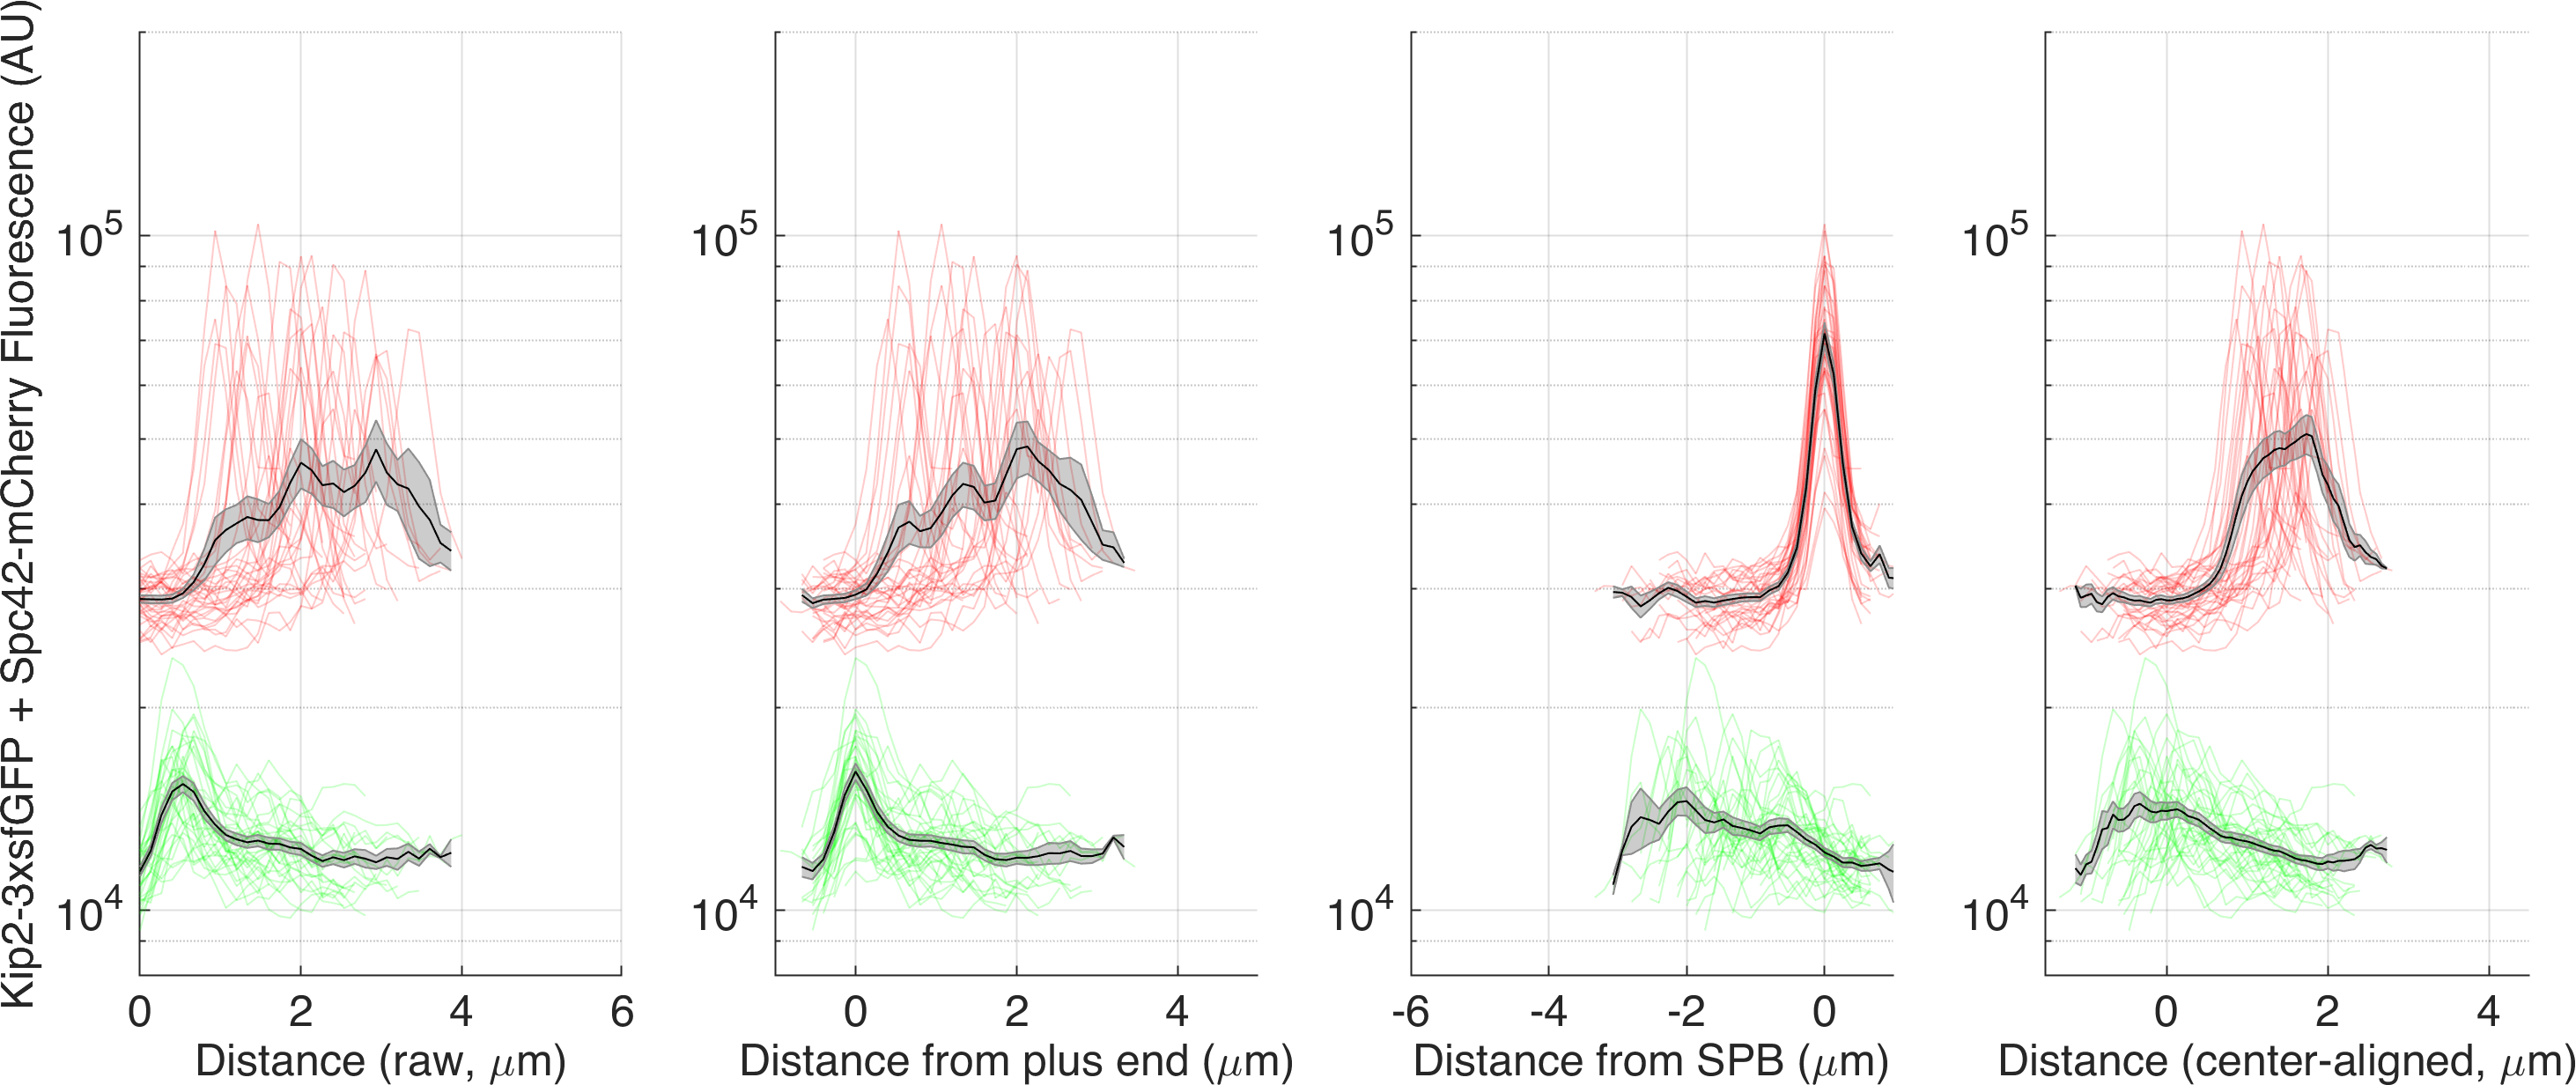 Kip2-3xsfGFP + Spc42-mCherry Fluorescence (AU)
10^5
10^4
0 2 4 6
Distance (raw, μm)
10^5
10^4
0 2 4
Distance from plus end (μm)
10^5
10^4
-6 -4 -2 0
Distance from SPB (μm)
10^5
10^4
0 2 4
Distance (center-aligned, μm)